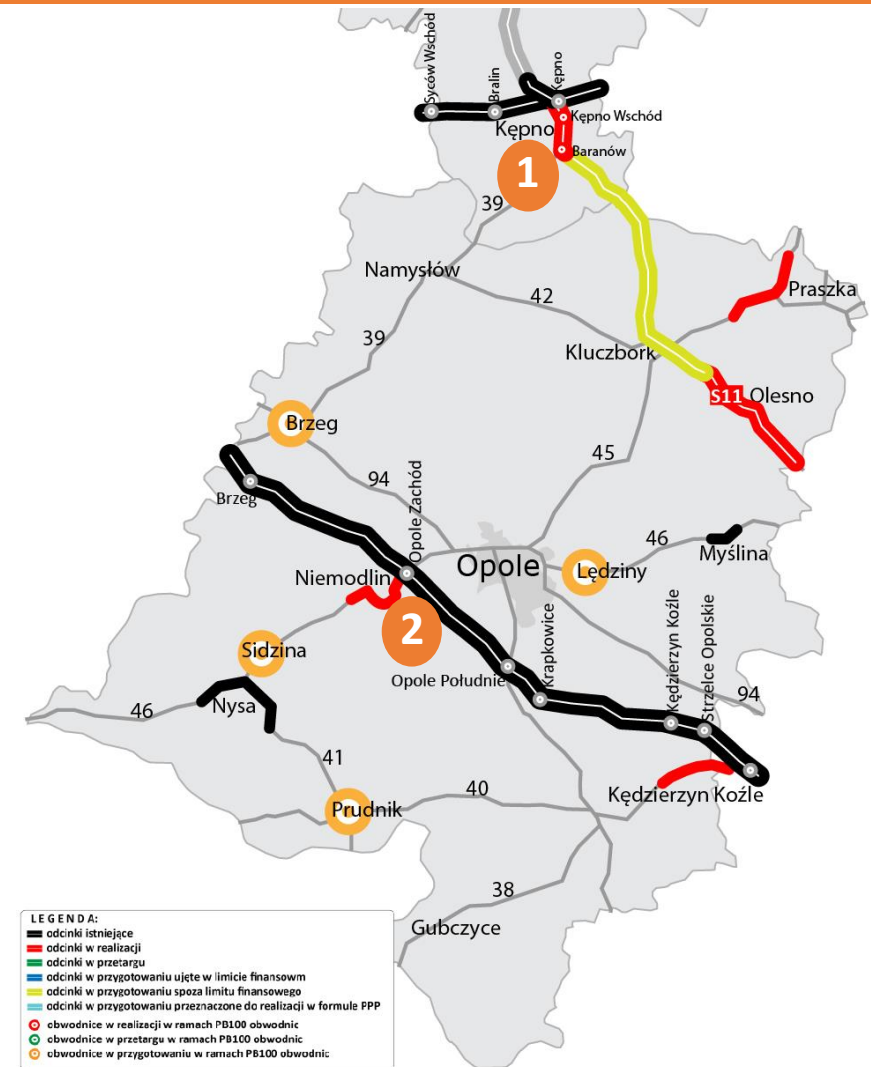 Syców Wschód
Bralin
Kępno
Kępno Wschód
Kępno
Baranów
1
39
Namysłów
42
Praszka
39
Kluczbork
S11 Olesno
Brzeg
45
94
Brzeg
Opole Zachód
46
Myślina
Opole
Niemodlin
Lędziny
2
Sidzina
Krapkowice
Kędzierzyn Koźle
Strzelce Opolskie
Opole Południe
94
46
Nysa
41
40
Kędzierzyn Koźle
Prudnik
38
Gubczyce
LEGENDA:
odcinki istniejące
odcinki w realizacji
odcinki w przetargu
odcinki w przygotowaniu ujęte w limicie finansowm
odcinki w przygotowaniu spoza limitu finansowego
odcinki w przygotowaniu przeznaczone do realizacji w formule PPP
obwodnice w realizacji w ramach PB100 obwodnic
obwodnice w przetargu w ramach PB100 obwodnic
obwodnice w przygotowaniu w ramach PB100 obwodnic